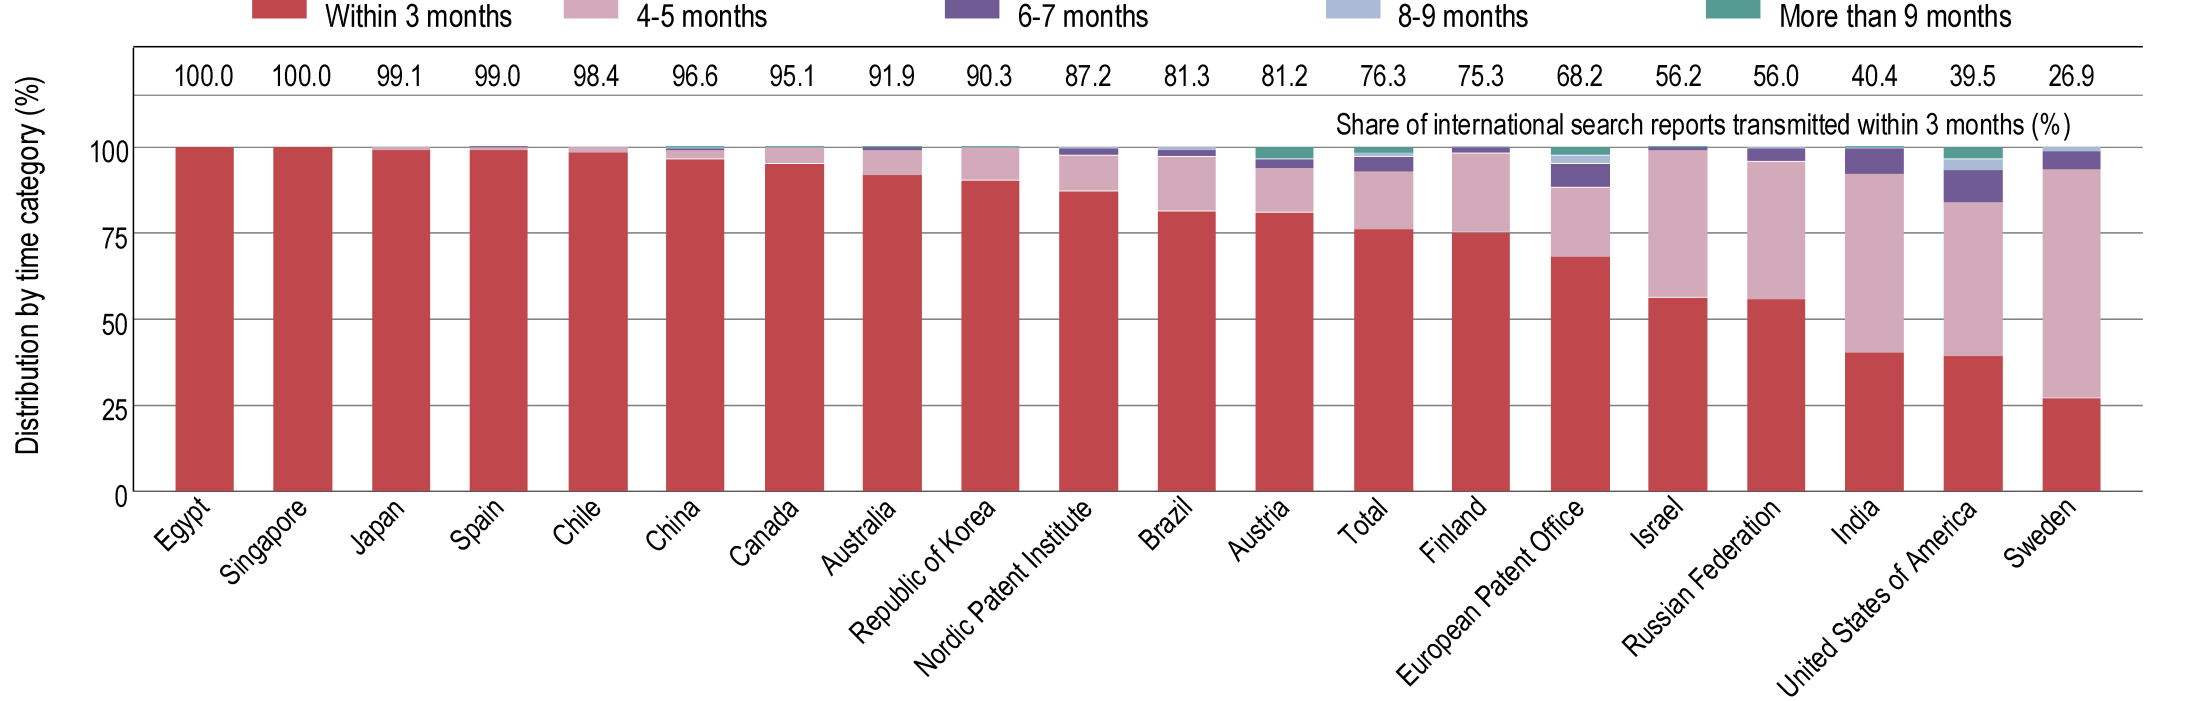 Within 3 months 4-5 months 6-7 months 8-9 months More than 9 months
100.0 100.0 99.1 99.0 98.4 96.6 95.1 91.9 90.3 87.2 81.3 81.2 76.3 75.3 68.2 56.2 56.0 40.4 39.5 26.9
Share of international search reports transmitted within 3 months (%)
Distribution by time category (%)
100
75
50
25
0
Egypt
Singapore
Japan
Spain
Chile
China
Canada
Australia
Republic of Korea
Nordic Patent Institute
Brazil
Austria
Total
Finland
European Patent Office
Israel
Russian Federation
India
United States of America
Sweden